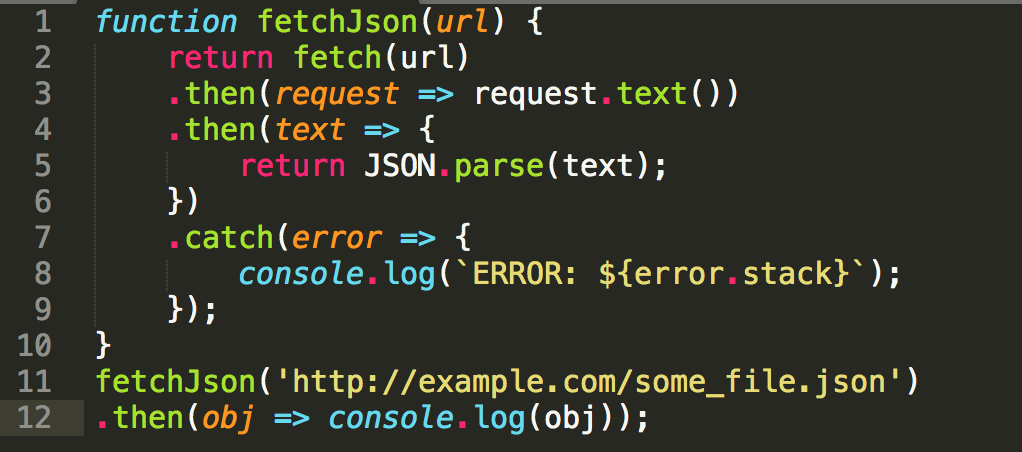 1 function fetchJson(url) {
2     return fetch(url)
3     .then(request => request.text())
4     .then(text => {
5         return JSON.parse(text);
6     })
7     .catch(error => {
8         console.log(`ERROR: ${error.stack}`);
9     });
10 }
11 fetchJson('http://example.com/some_file.json')
12 .then(obj => console.log(obj));